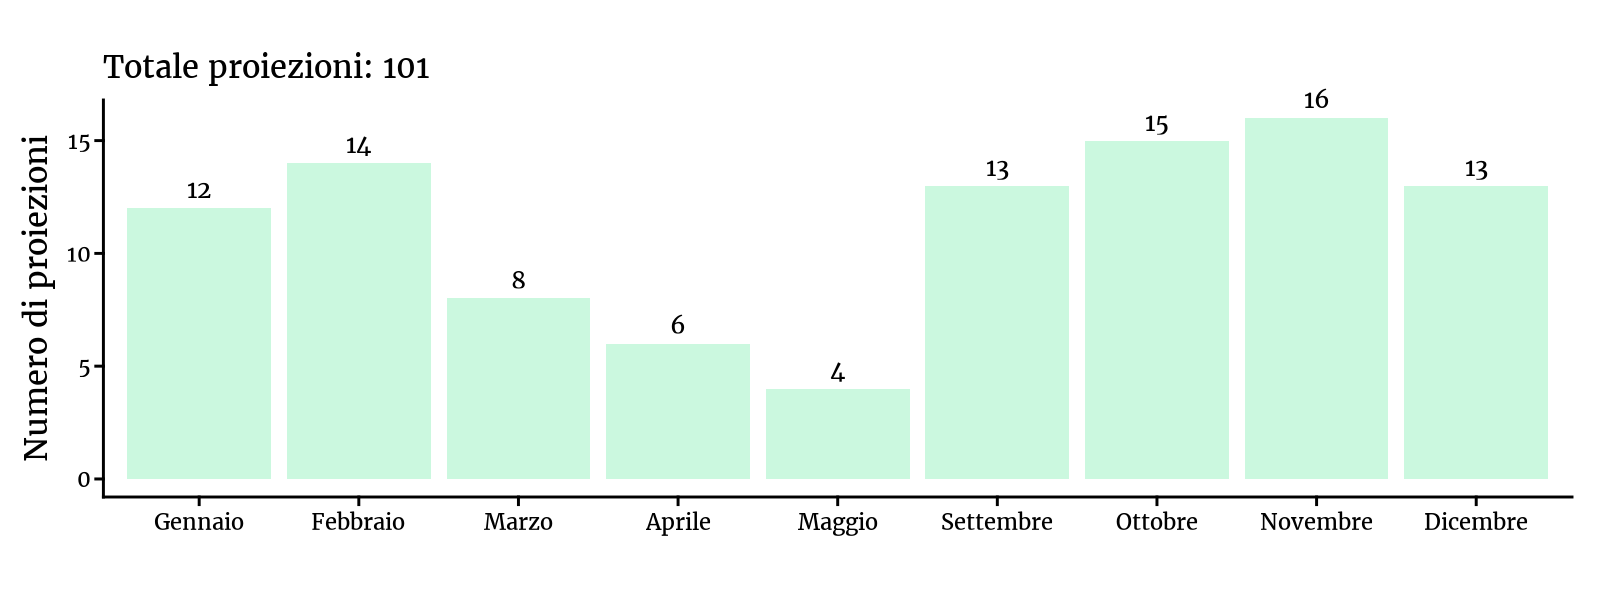 Totale proiezioni: 101
Numero di proiezioni
15
10
5
0
12
14
8
6
4
13
15
16
13
Gennaio
Febbraio
Marzo
Aprile
Maggio
Settembre
Ottobre
Novembre
Dicembre